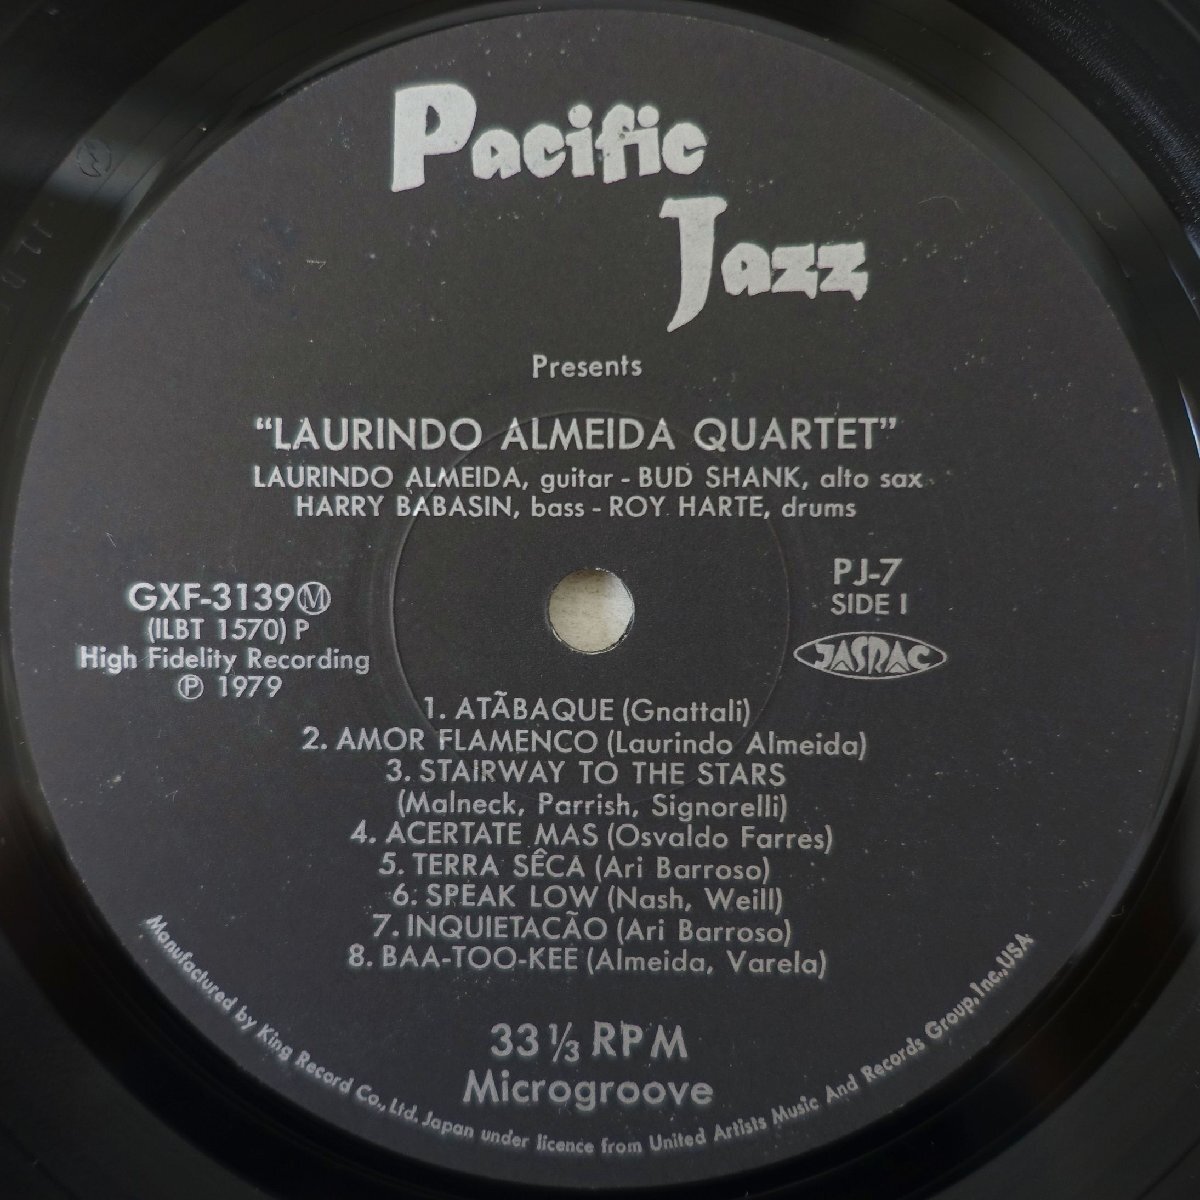 Pacific
Jazz
Presents
"LAURINDO ALMEIDA QUARTET"
LAURINDO ALMEIDA, guitar - BUD SHANK, alto sax
HARRY BABASIN, bass - ROY HARTE, drums
GXF-3139Ⓜ
(ILBT 1570) P
High Fidelity Recording
℗ 1979
PJ-7
SIDE I
JASRAC
1. ATÃBAQUE (Gnattali)
2. AMOR FLAMENCO (Laurindo Almeida)
3. STAIRWAY TO THE STARS
(Malneck, Parrish, Signorelli)
4. ACERTATE MAS (Osvaldo Farres)
5. TERRA SÊCA (Ari Barroso)
6. SPEAK LOW (Nash, Weill)
7. INQUIETACÃO (Ari Barroso)
8. BAA-TOO-KEE (Almeida, Varela)
33 1/3 RPM
Microgroove
Manufactured by King Record Co., Ltd. Japan under licence from United Artists Music And Records Group, Inc., USA